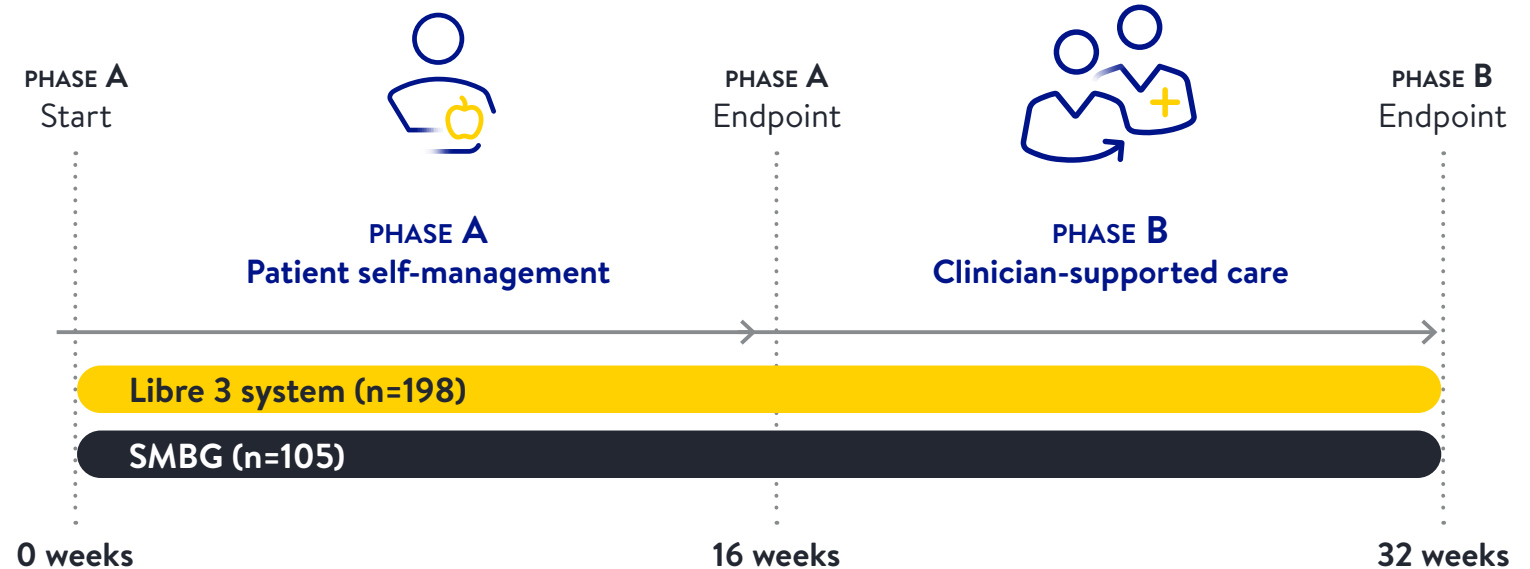 PHASE A
Start
PHASE A
Endpoint
PHASE B
Endpoint
PHASE A
Patient self-management
PHASE B
Clinician-supported care
Libre 3 system (n=198)
SMBG (n=105)
0 weeks
16 weeks
32 weeks